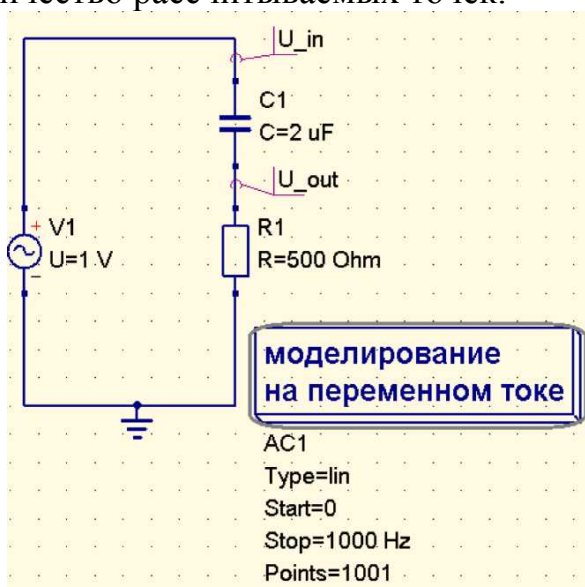 U_in
C1
C=2 uF
U_out
+ V1
U=1 V
−
R1
R=500 Ohm
моделирование
на переменном токе
AC1
Type=lin
Start=0
Stop=1000 Hz
Points=1001